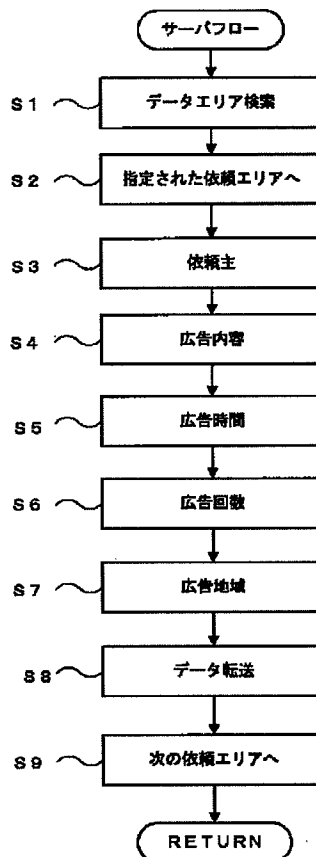 サーバフロー
S1 データエリア検索
S2 指定された依頼エリアへ
S3 依頼主
S4 広告内容
S5 広告時間
S6 広告回数
S7 広告地域
S8 データ転送
S9 次の依頼エリアへ
RETURN